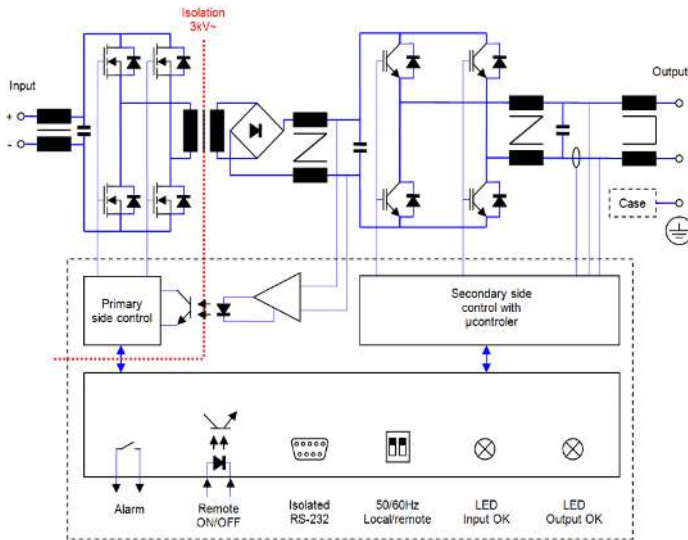 Isolation
3kV~
Input
Output
+
-
Case
Primary
side control
Secondary side
control with
µcontroler
Alarm
Remote
ON/OFF
Isolated
RS-232
50/60Hz
Local/remote
LED
Input OK
LED
Output OK